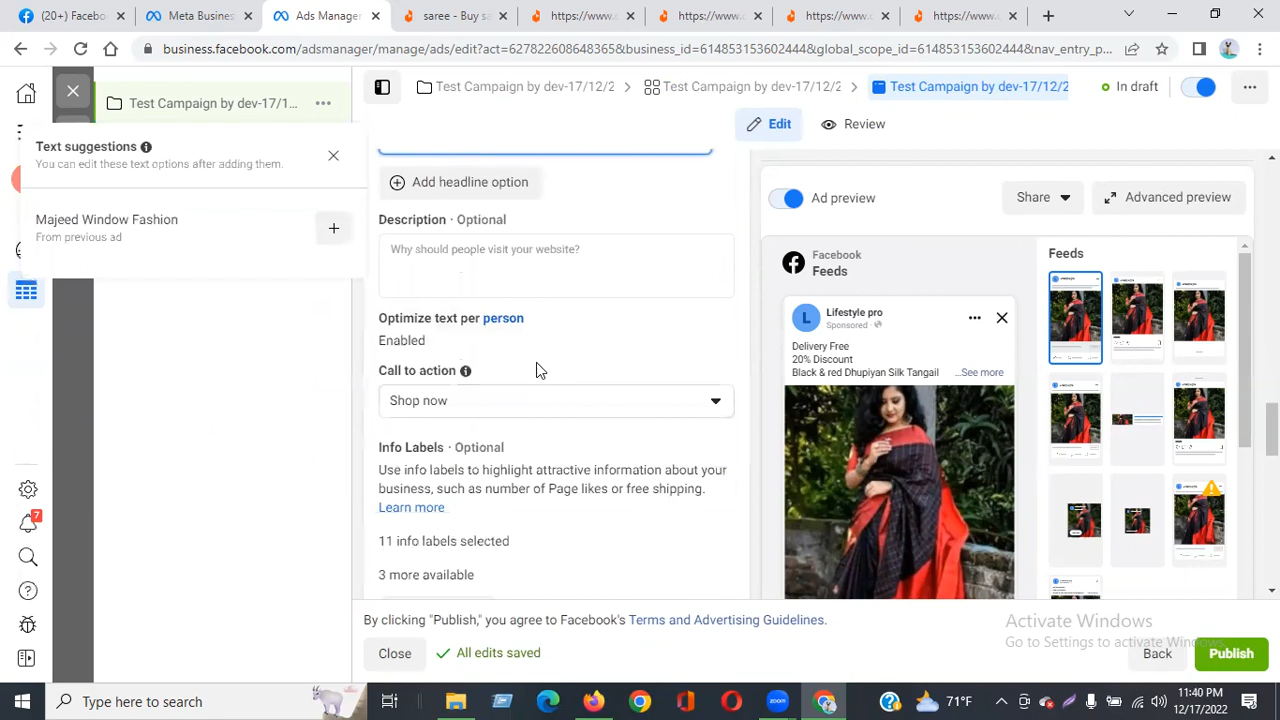 (20+) Facebook
Meta Business
Ads Manager
saree - Buy sa
https://www.
https://www.
https://www.
https://www.
business.facebook.com/adsmanager/manage/ads/edit?act=627822608648365&business_id=6148531536024​44&global_scope_id=614853153602444&nav_entry_p...
Test Campaign by dev-17/1...
Test Campaign by dev-17/12/2
Test Campaign by dev-17/12/2
Test Campaign by dev-17/12/2
In draft
Edit
Review
Text suggestions
You can edit these text options after adding them.
Majeed Window Fashion
From previous ad
Add headline option
Description · Optional
Why should people visit your website?
Optimize text per person
Enabled
Call to action
Shop now
Info Labels · Optional
Use info labels to highlight attractive information about your
business, such as number of Page likes or free shipping.
Learn more
11 info labels selected
3 more available
Ad preview
Share
Advanced preview
Facebook
Feeds
Feeds
L
Lifestyle pro
Sponsored ·
Delivery Free
20% Discount
Black & red Dhupiyan Silk Tangail ...See more
By clicking "Publish," you agree to Facebook's Terms and Advertising Guidelines.
Activate Windows
Go to Settings to activate Windows.
Close
All edits saved
Back
Publish
7
Type here to search
71°F
11:40 PM
12/17/2022